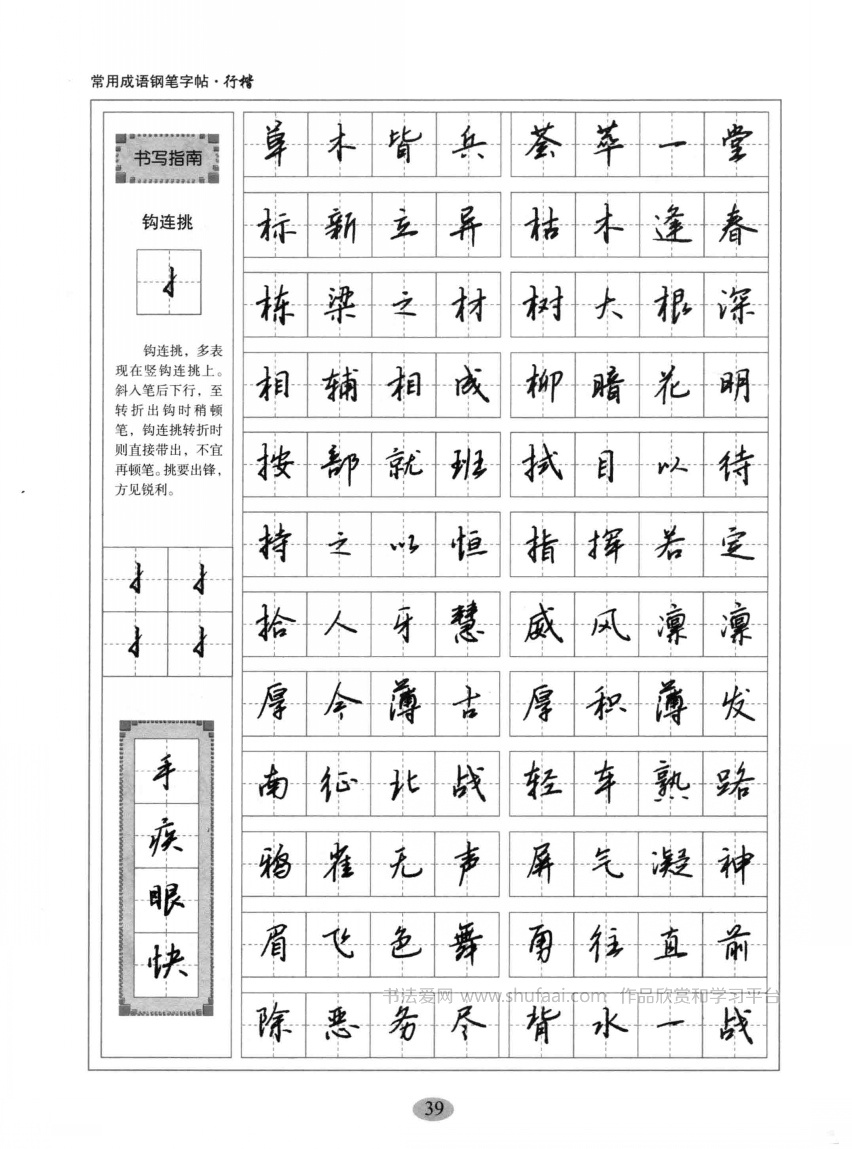 常用成语钢笔字帖·行楷
书写指南
钩连挑
钩连挑，多表
现在竖钩连挑上。
斜入笔后下行，至
转折出钩时稍顿
笔，钩连挑转折时
则直接带出，不宜
再顿笔。挑要出锋，
方见锐利。
手疾眼快
草木皆兵 荟萃一堂
标新立异 枯木逢春
栋梁之材 树大根深
相辅相成 柳暗花明
按部就班 拭目以待
持之以恒 指挥若定
拾人牙慧 威风凛凛
厚今薄古 厚积薄发
南征北战 轻车熟路
鸦雀无声 屏气凝神
眉飞色舞 勇往直前
除恶务尽 背水一战
书法爱网 www.shufaai.com 作品欣赏和学习平台
39